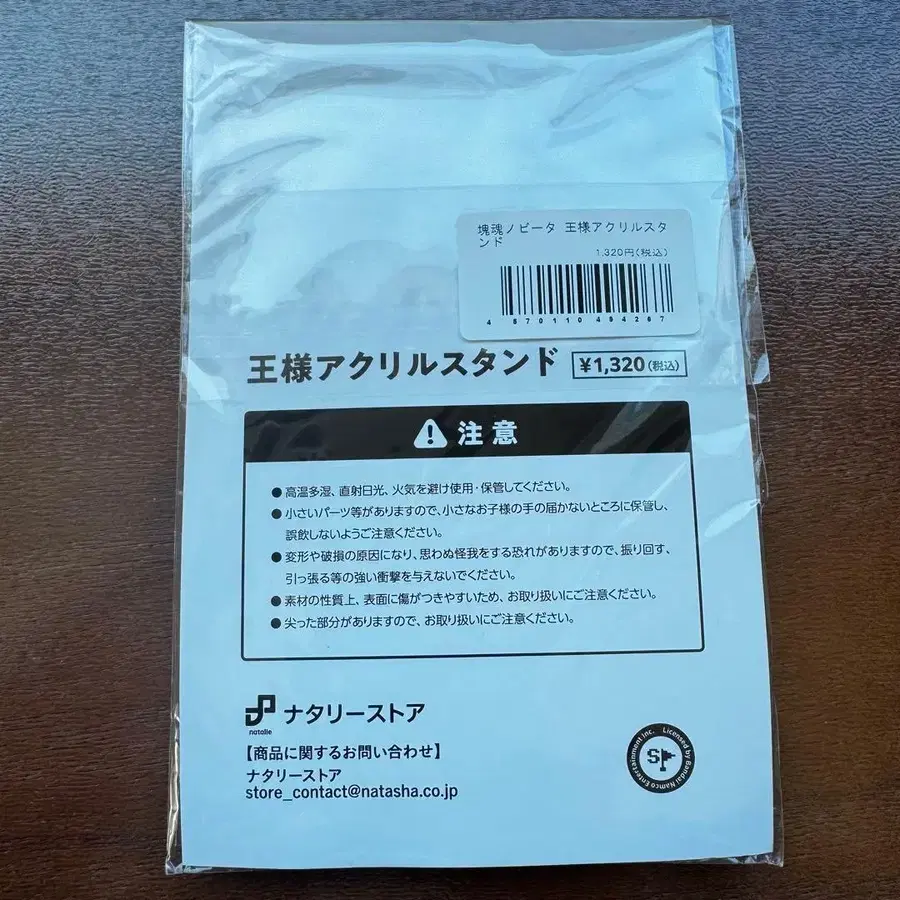 塊魂ノビータ 王様アクリルスタ
ンド
1,320円(税込)
4 570110 494267
王様アクリルスタンド ¥1,320(税込)
注意
● 高温多湿、直射日光、火気を避け使用・保管してください。
● 小さいパーツ等がありますので、小さなお子様の手の届かないところに保管し、
誤飲しないようご注意ください。
● 変形や破損の原因になり、思わぬ怪我をする恐れがありますので、振り回す、
引っ張る等の強い衝撃を与えないでください。
● 素材の性質上、表面に傷がつきやすいため、お取り扱いにご注意ください。
● 尖った部分がありますので、お取り扱いにご注意ください。
natalie
ナタリーストア
【商品に関するお問い合わせ】
ナタリーストア
store_contact@natasha.co.jp
Licensed by Bandai Namco Entertainment Inc.
SP